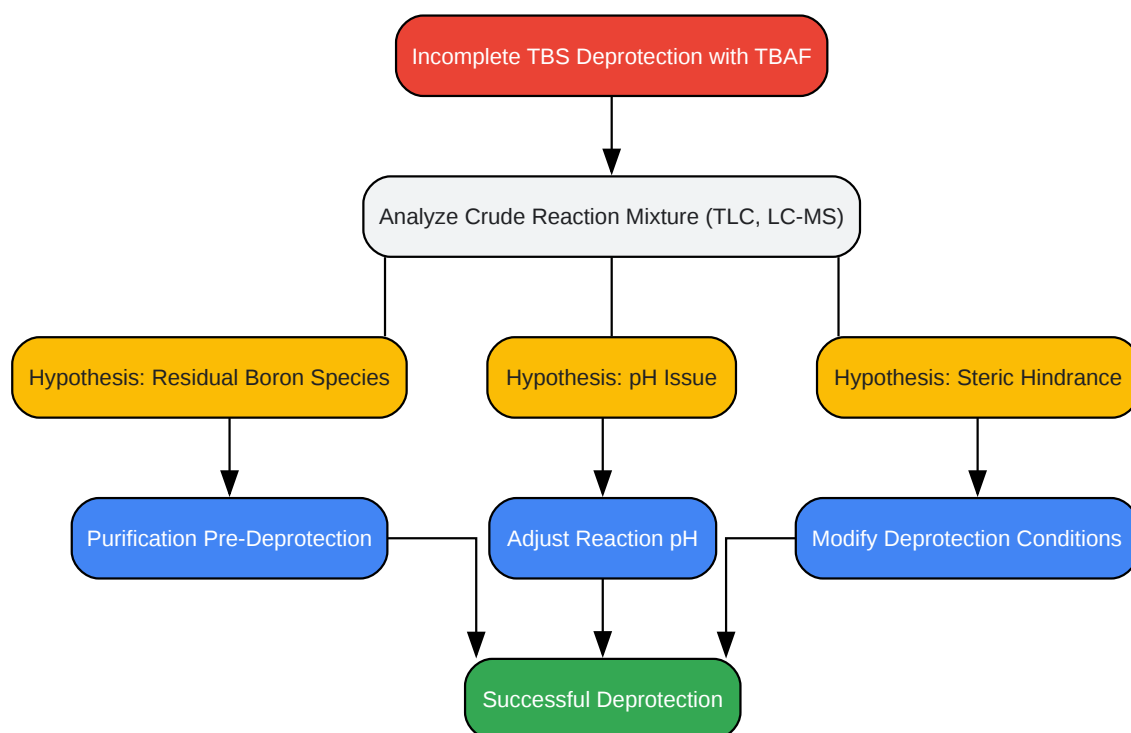 Incomplete TBS Deprotection with TBAF
Analyze Crude Reaction Mixture (TLC, LC-MS)
Hypothesis: Residual Boron Species
Hypothesis: pH Issue
Hypothesis: Steric Hindrance
Purification Pre-Deprotection
Adjust Reaction pH
Modify Deprotection Conditions
Successful Deprotection